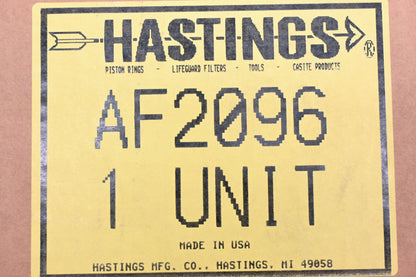 HASTINGS®
PISTON RINGS - LIFEGUARD FILTERS - TOOLS - CASITE PRODUCTS
AF2096
1 UNIT
MADE IN USA
HASTINGS MFG. CO., HASTINGS, MI 49058